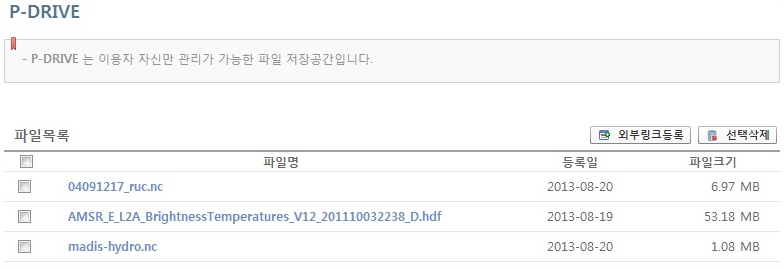 P-DRIVE
- P-DRIVE 는 이용자 자신만 관리가 가능한 파일 저장공간입니다.
파일목록 외부링크등록 선택삭제
파일명 등록일 파일크기
04091217_ruc.nc 2013-08-20 6.97 MB
AMSR_E_L2A_BrightnessTemperatures_V12_201110032238_D.hdf 2013-08-19 53.18 MB
madis-hydro.nc 2013-08-20 1.08 MB